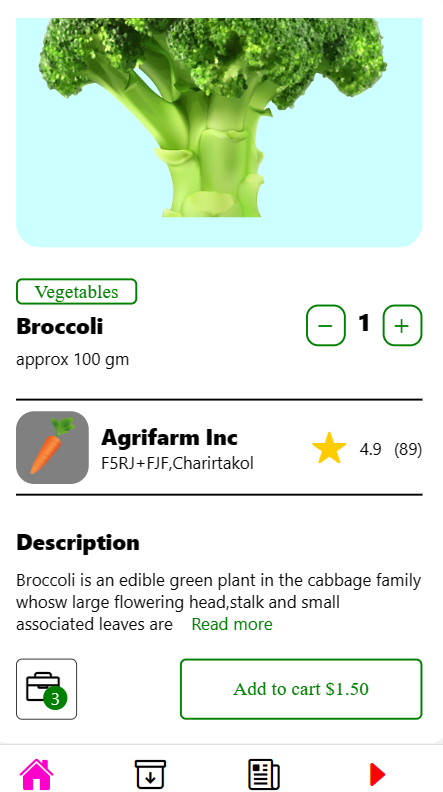 Vegetables
Broccoli
− 1 +
approx 100 gm
Agrifarm Inc
F5RJ+FJF,Charirtakol
4.9 (89)
Description
Broccoli is an edible green plant in the cabbage family
whosw large flowering head,stalk and small
associated leaves are Read more
3
Add to cart $1.50